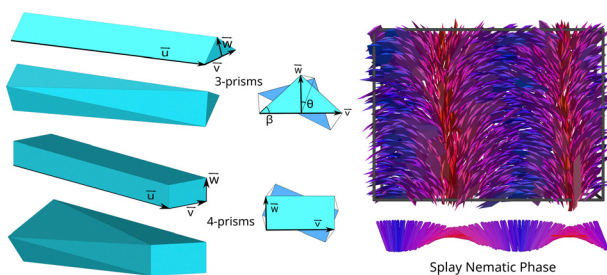 w̅
u̅
v̅
3-prisms
w̅
v̅
θ
β
w̅
u̅
v̅
4-prisms
w̅
v̅
Splay Nematic Phase